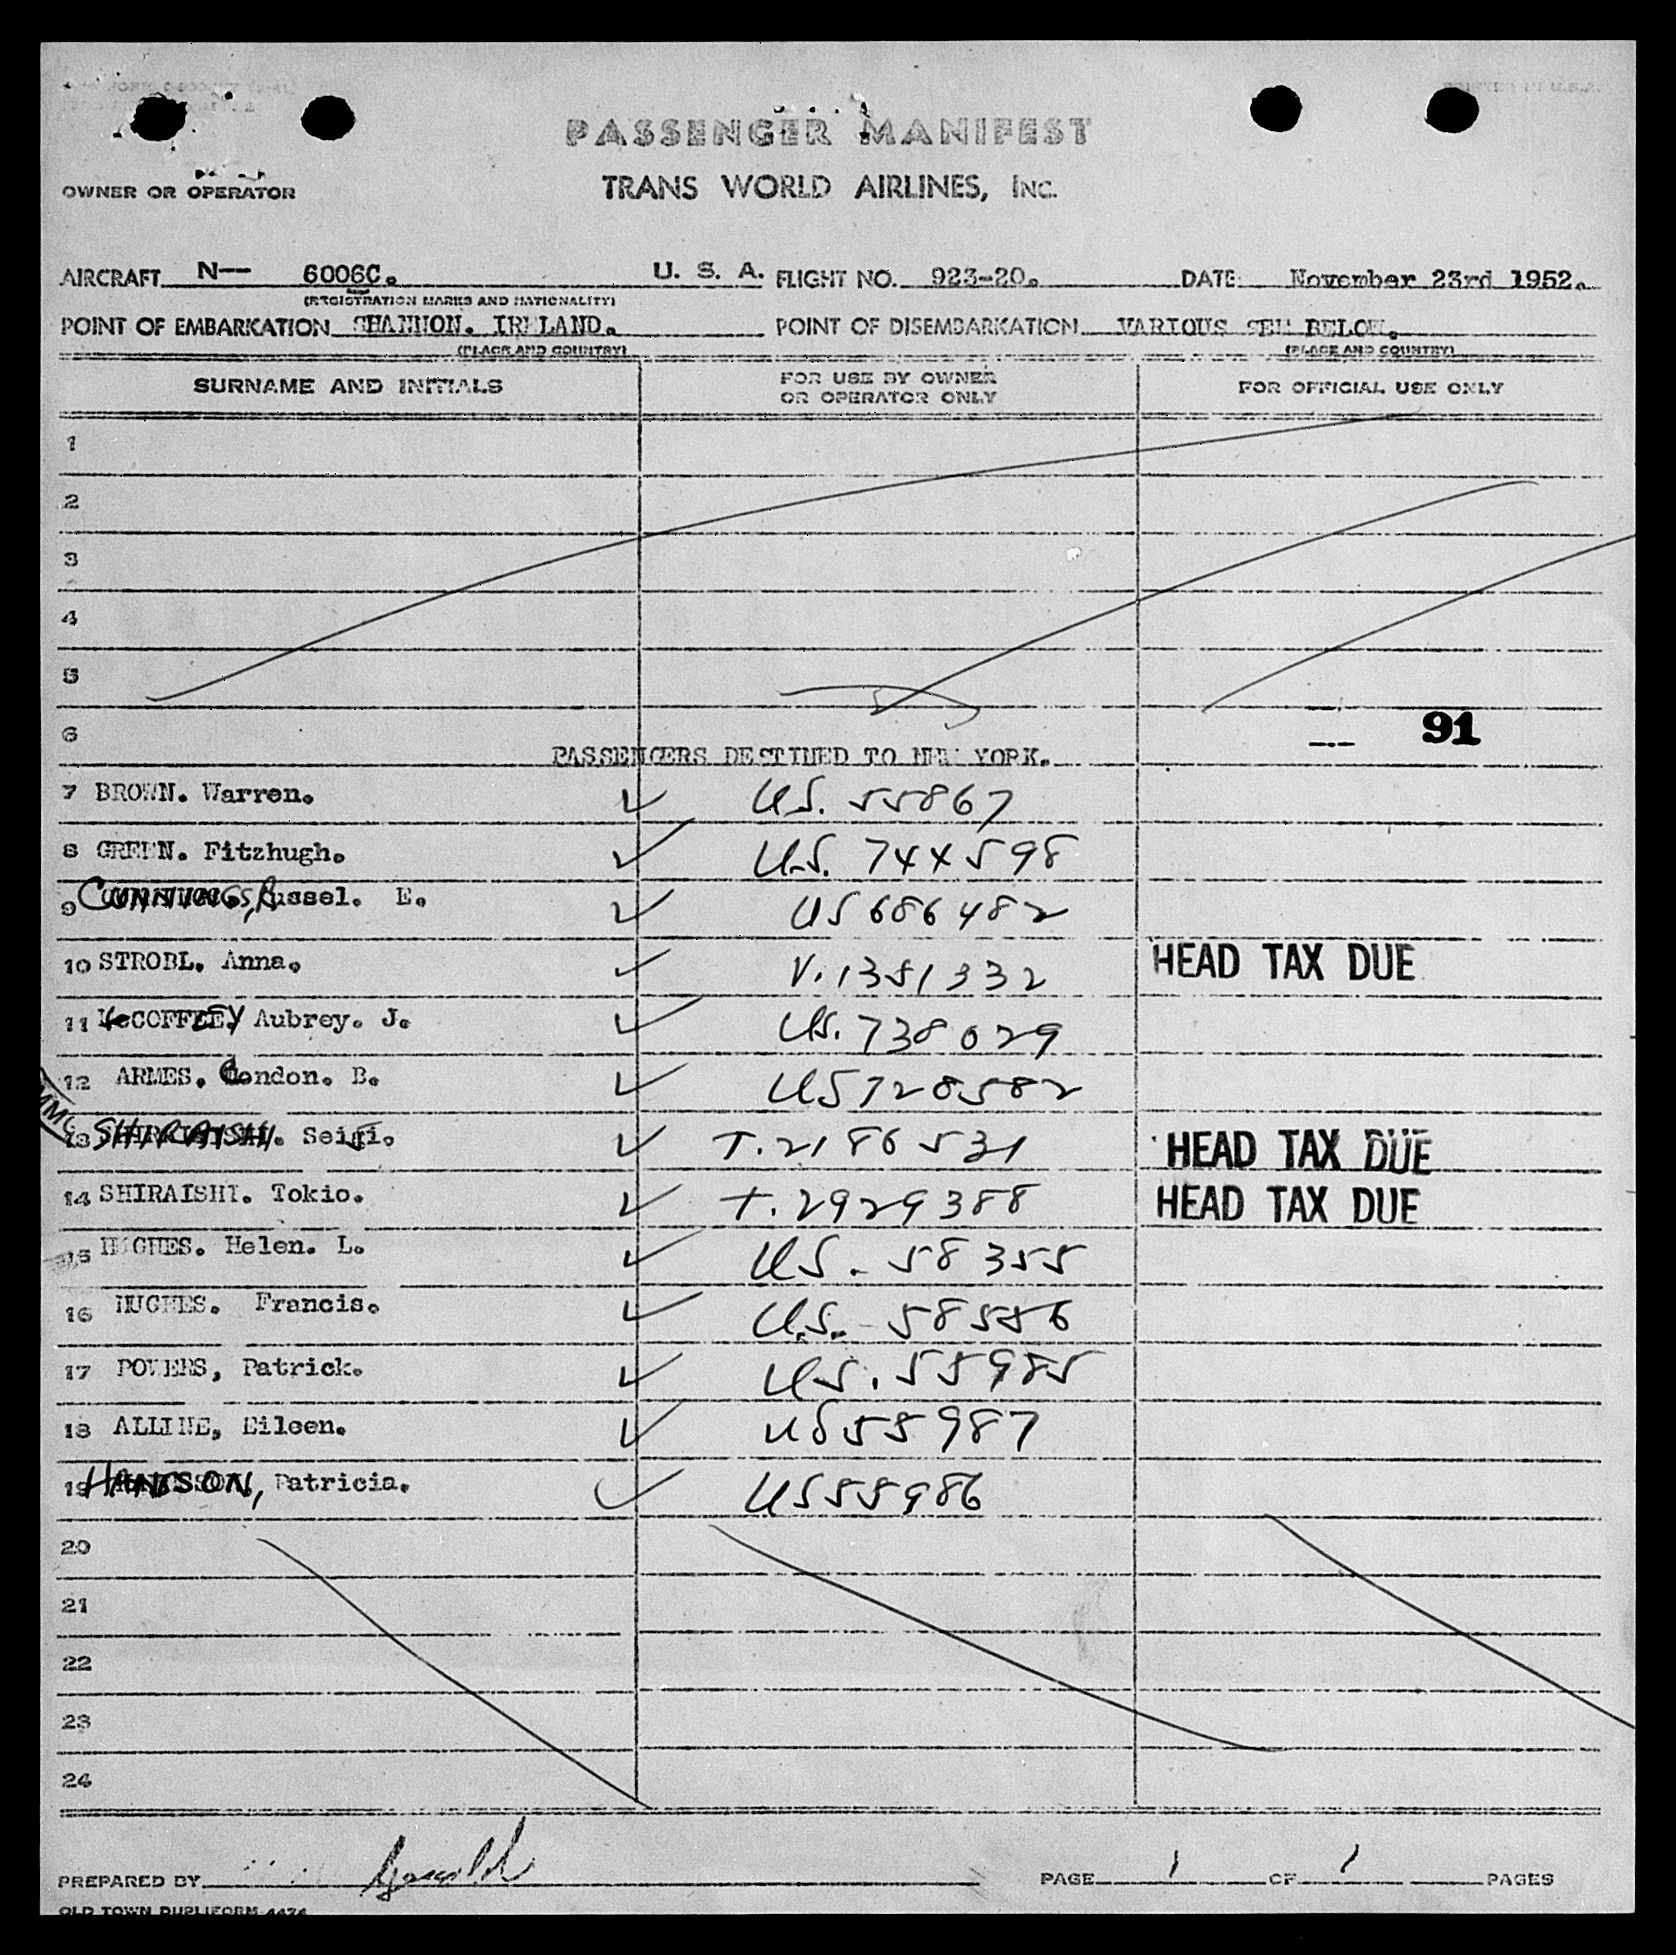 PASSENGER MANIFEST
OWNER OR OPERATOR
TRANS WORLD AIRLINES, INC.
AIRCRAFT N— 6006C. U. S. A. FLIGHT NO. 923-20. DATE: November 23rd 1952.
(REGISTRATION MARKS AND NATIONALITY)
POINT OF EMBARKATION SHANNON. IRELAND. POINT OF DISEMBARKATION VARIOUS SEE BELOW.
(PLACE AND COUNTRY) (PLACE AND COUNTRY)
SURNAME AND INITIALS FOR USE BY OWNER OR OPERATOR ONLY FOR OFFICIAL USE ONLY
1
2
3
4
5
6 91
PASSENGERS DESTINED TO NEW YORK.
7 BROWN. Warren. ✓ U.S. 55867
8 GREEN. Fitzhugh. ✓ U.S. 744598
9 CUNNINGS, Russel. E. ✓ US 686482
10 STROBL. Anna. ✓ V. 1381332 HEAD TAX DUE
11 COFFEY Aubrey. J. ✓ US. 738029
12 ARMES. Condon. B. ✓ US 728582
13 SHIRAISHI. Seiji. ✓ T. 2186531 HEAD TAX DUE
14 SHIRAISHI. Tokio. ✓ T. 2929388 HEAD TAX DUE
15 HUGHES. Helen. L. ✓ US. 58355
16 HUGHES. Francis. ✓ U.S. 58556
17 POWERS, Patrick. ✓ US. 55985
18 ALLINE, Eileen. ✓ US 55987
19 HANSON, Patricia. ✓ US 55986
20
21
22
23
24
PREPARED BY PAGE 1 OF 1 PAGES
OLD TOWN DUPLIFORM 4474